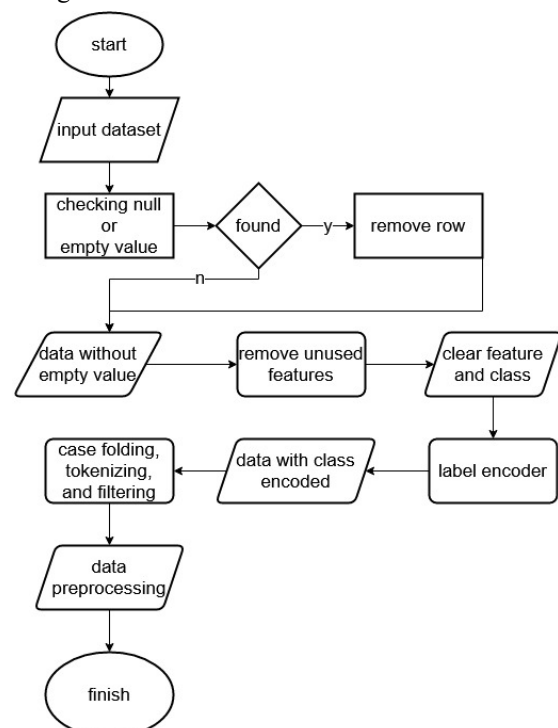 start
input dataset
checking null
or
empty value
found
y
remove row
n
data without
empty value
remove unused
features
clear feature
and class
label encoder
data with class
encoded
case folding,
tokenizing,
and filtering
data
preprocessing
finish